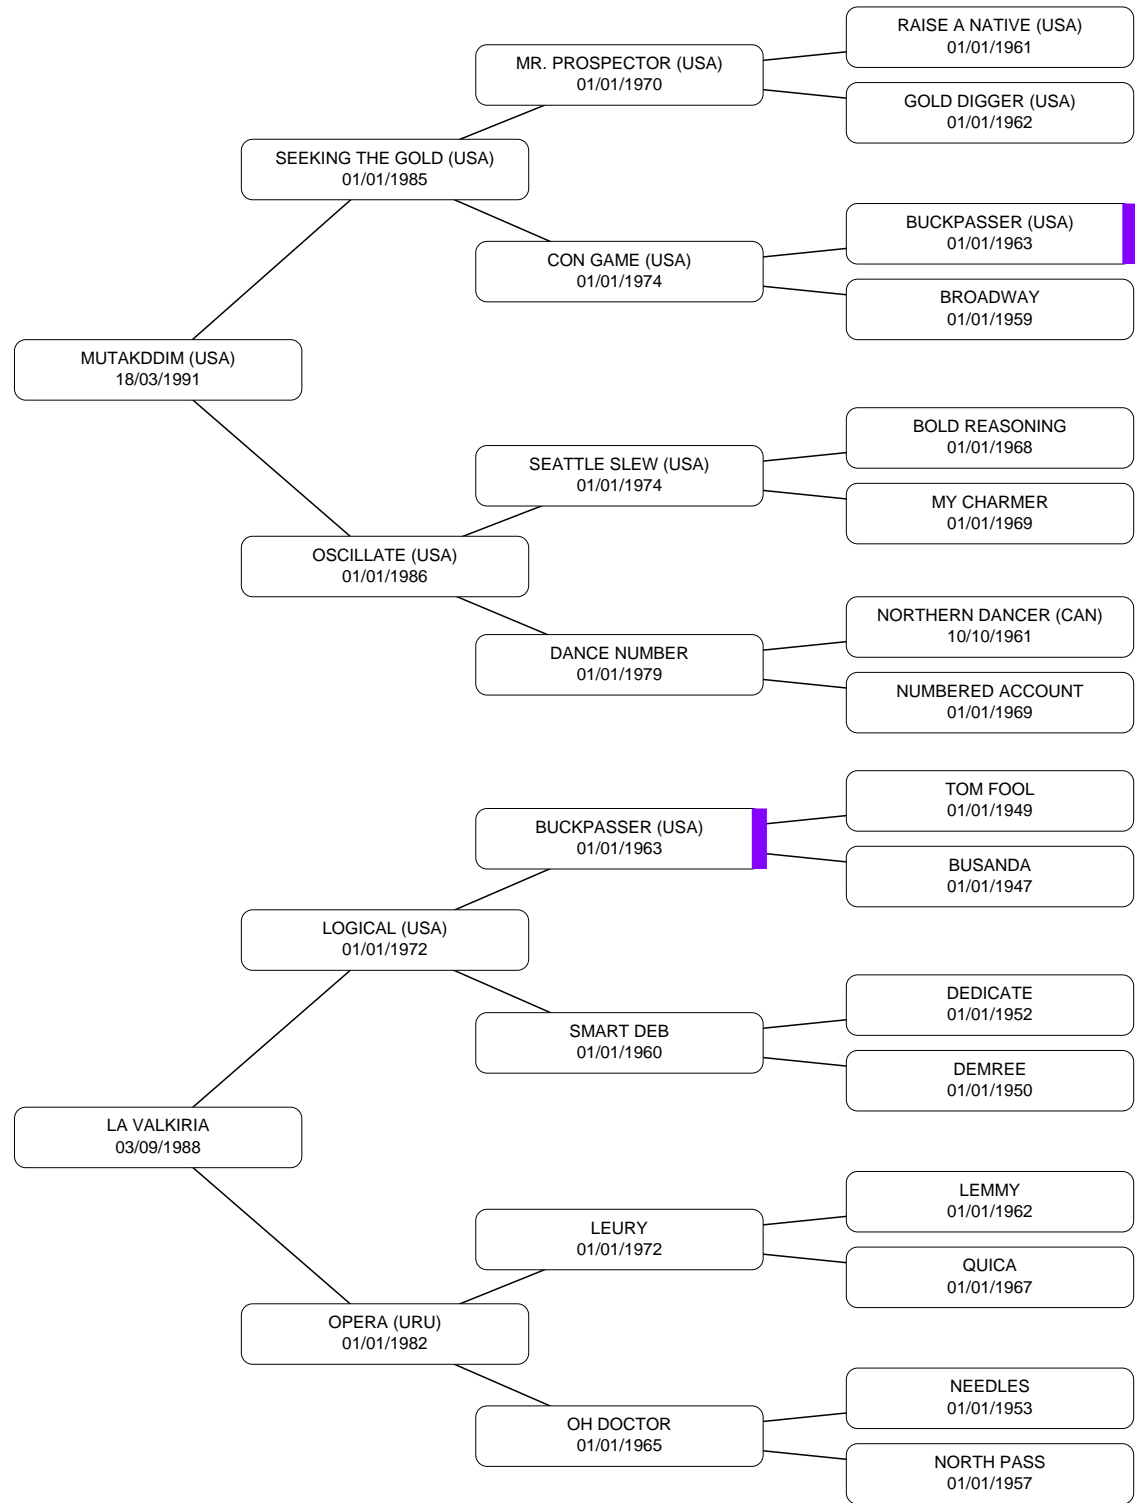 RAISE A NATIVE (USA)
01/01/1961
MR. PROSPECTOR (USA)
01/01/1970
GOLD DIGGER (USA)
01/01/1962
SEEKING THE GOLD (USA)
01/01/1985
BUCKPASSER (USA)
01/01/1963
CON GAME (USA)
01/01/1974
BROADWAY
01/01/1959
MUTAKDDIM (USA)
18/03/1991
BOLD REASONING
01/01/1968
SEATTLE SLEW (USA)
01/01/1974
MY CHARMER
01/01/1969
OSCILLATE (USA)
01/01/1986
NORTHERN DANCER (CAN)
10/10/1961
DANCE NUMBER
01/01/1979
NUMBERED ACCOUNT
01/01/1969
TOM FOOL
01/01/1949
BUCKPASSER (USA)
01/01/1963
BUSANDA
01/01/1947
LOGICAL (USA)
01/01/1972
DEDICATE
01/01/1952
SMART DEB
01/01/1960
DEMREE
01/01/1950
LA VALKIRIA
03/09/1988
LEMMY
01/01/1962
LEURY
01/01/1972
QUICA
01/01/1967
OPERA (URU)
01/01/1982
NEEDLES
01/01/1953
OH DOCTOR
01/01/1965
NORTH PASS
01/01/1957